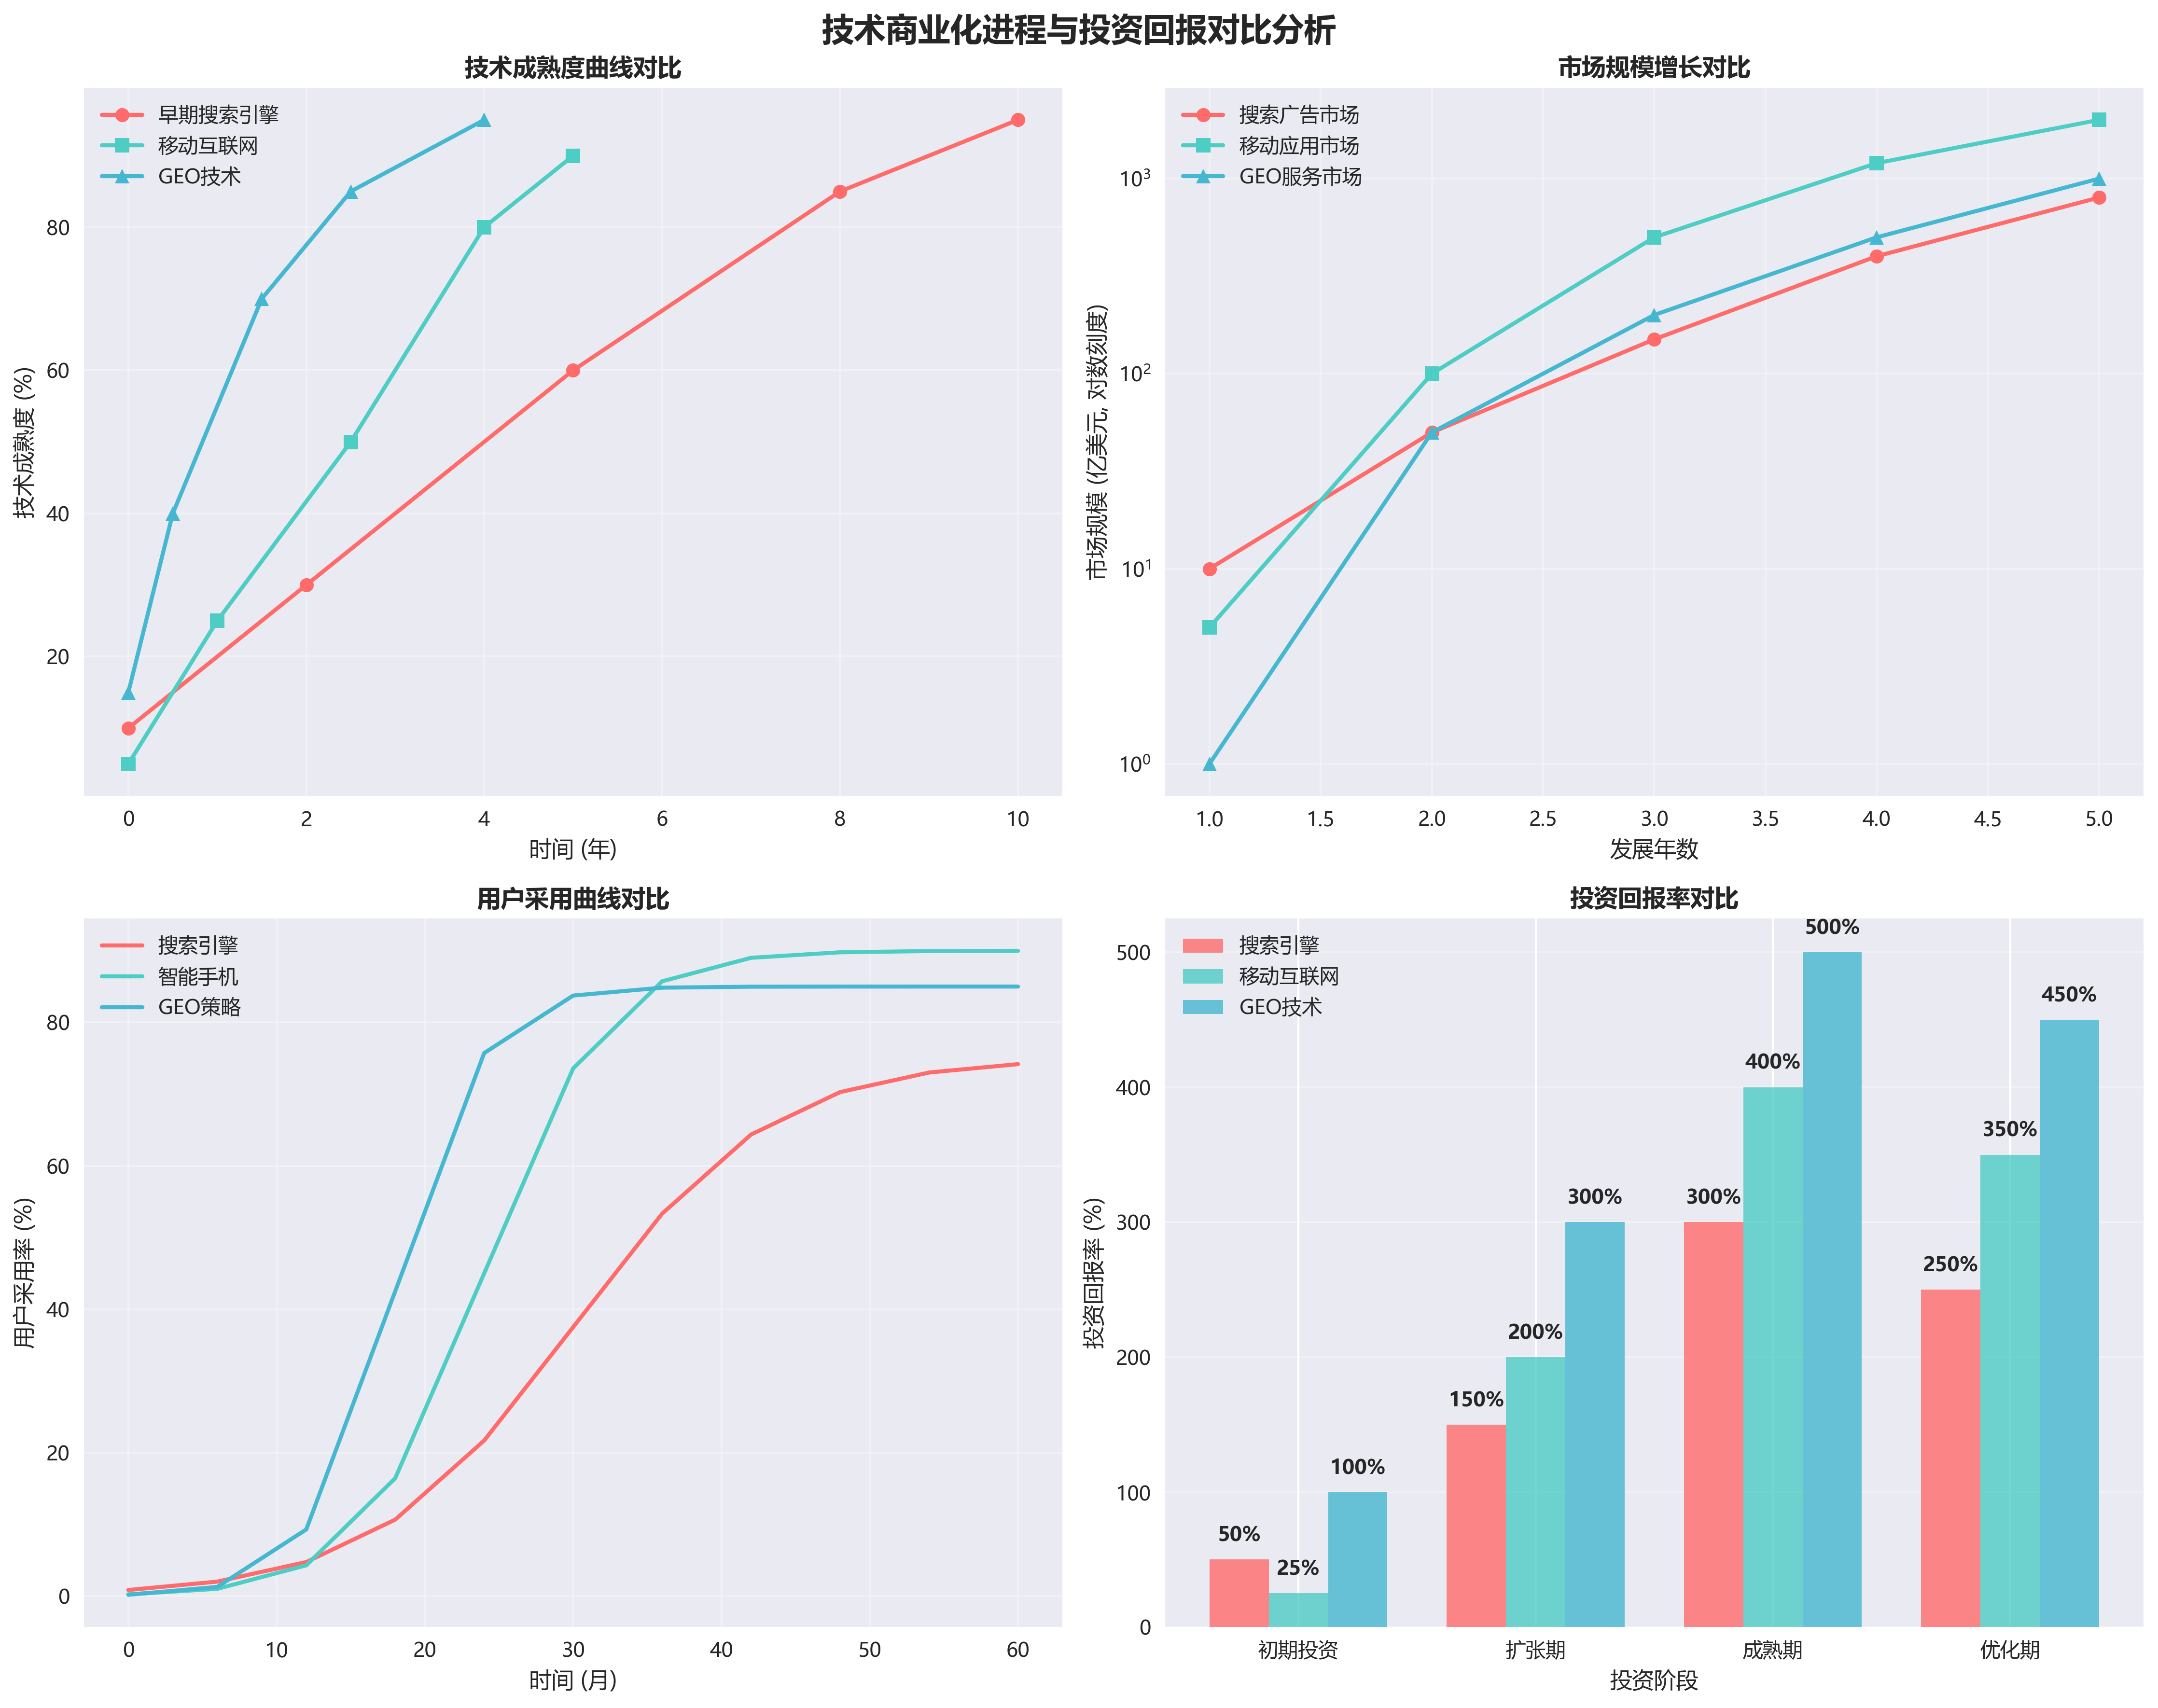 技术商业化进程与投资回报对比分析
技术成熟度曲线对比
早期搜索引擎
移动互联网
GEO技术
技术成熟度 (%)
80
60
40
20
0 2 4 6 8 10
时间 (年)
市场规模增长对比
搜索广告市场
移动应用市场
GEO服务市场
市场规模 (亿美元, 对数刻度)
10³
10²
10¹
10⁰
1.0 1.5 2.0 2.5 3.0 3.5 4.0 4.5 5.0
发展年数
用户采用曲线对比
搜索引擎
智能手机
GEO策略
用户采用率 (%)
80
60
40
20
0
0 10 20 30 40 50 60
时间 (月)
投资回报率对比
搜索引擎
移动互联网
GEO技术
投资回报率 (%)
500
400
300
200
100
0
50% 25% 100%
150% 200% 300%
300% 400% 500%
250% 350% 450%
初期投资 扩张期 成熟期 优化期
投资阶段